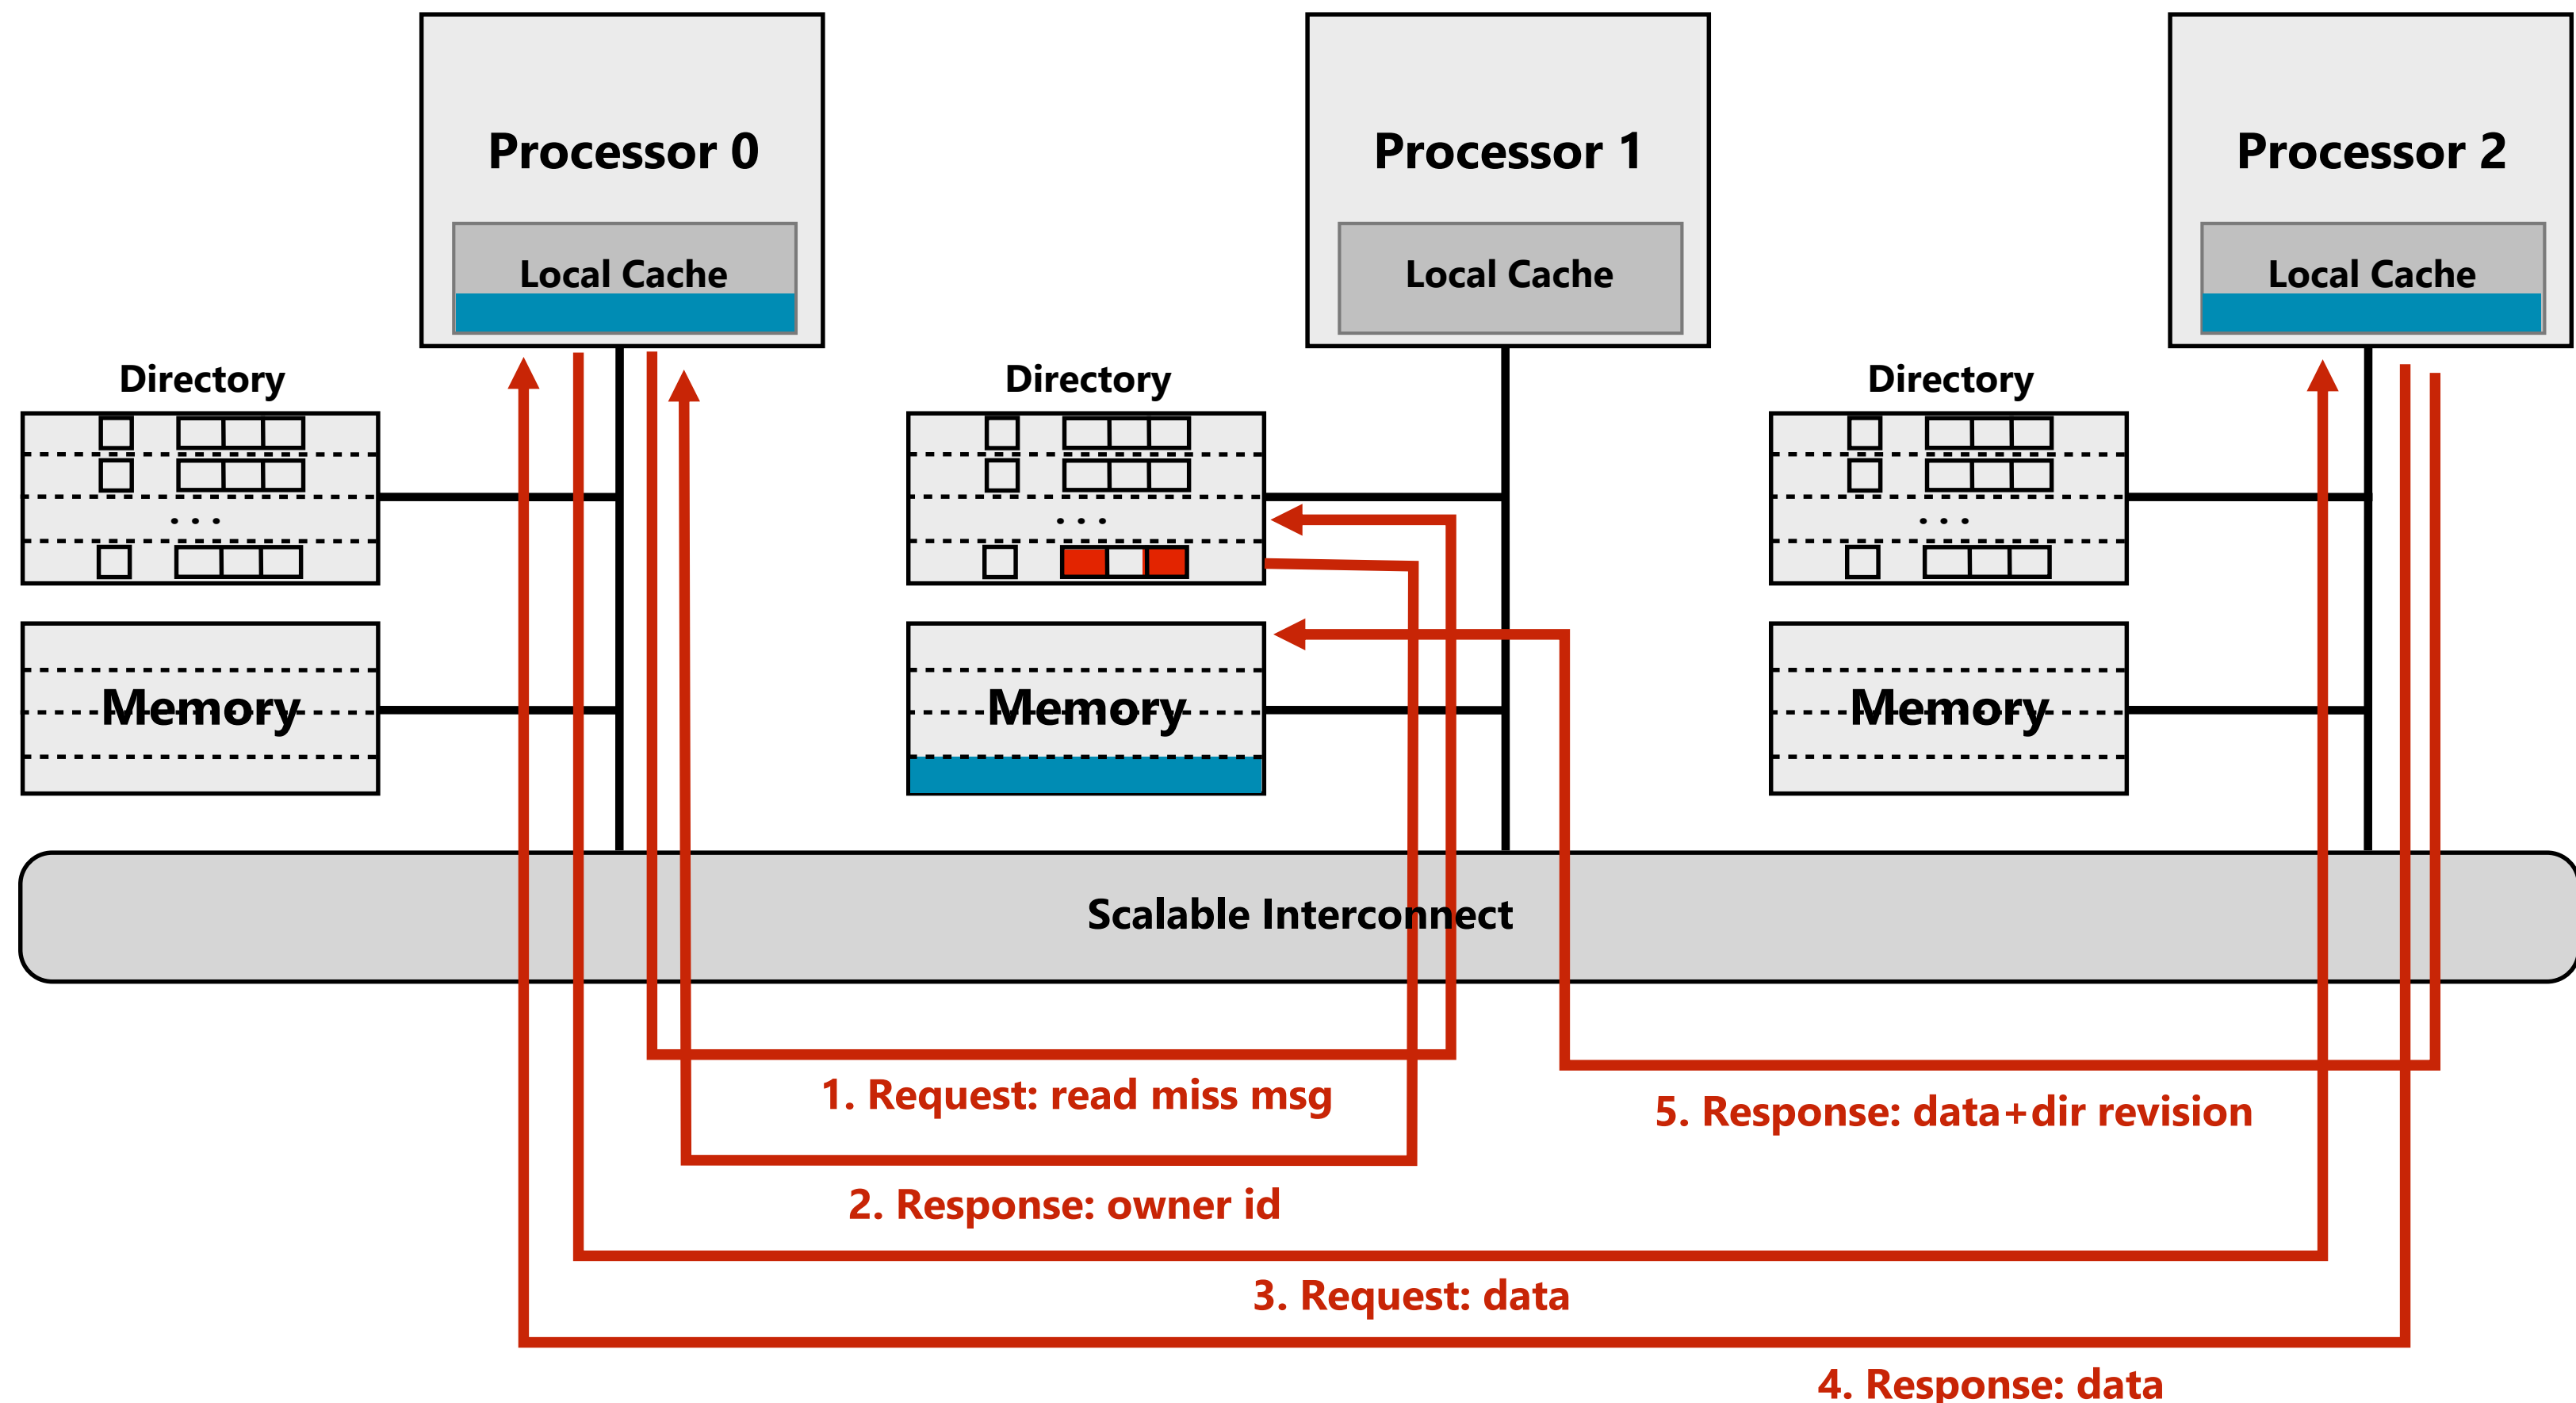 Processor 0
Processor 1
Processor 2
Local Cache
Local Cache
Local Cache
Directory
Directory
Directory
. . .
. . .
. . .
Memory
Memory
Memory
Scalable Interconnect
1. Request: read miss msg
5. Response: data+dir revision
2. Response: owner id
3. Request: data
4. Response: data